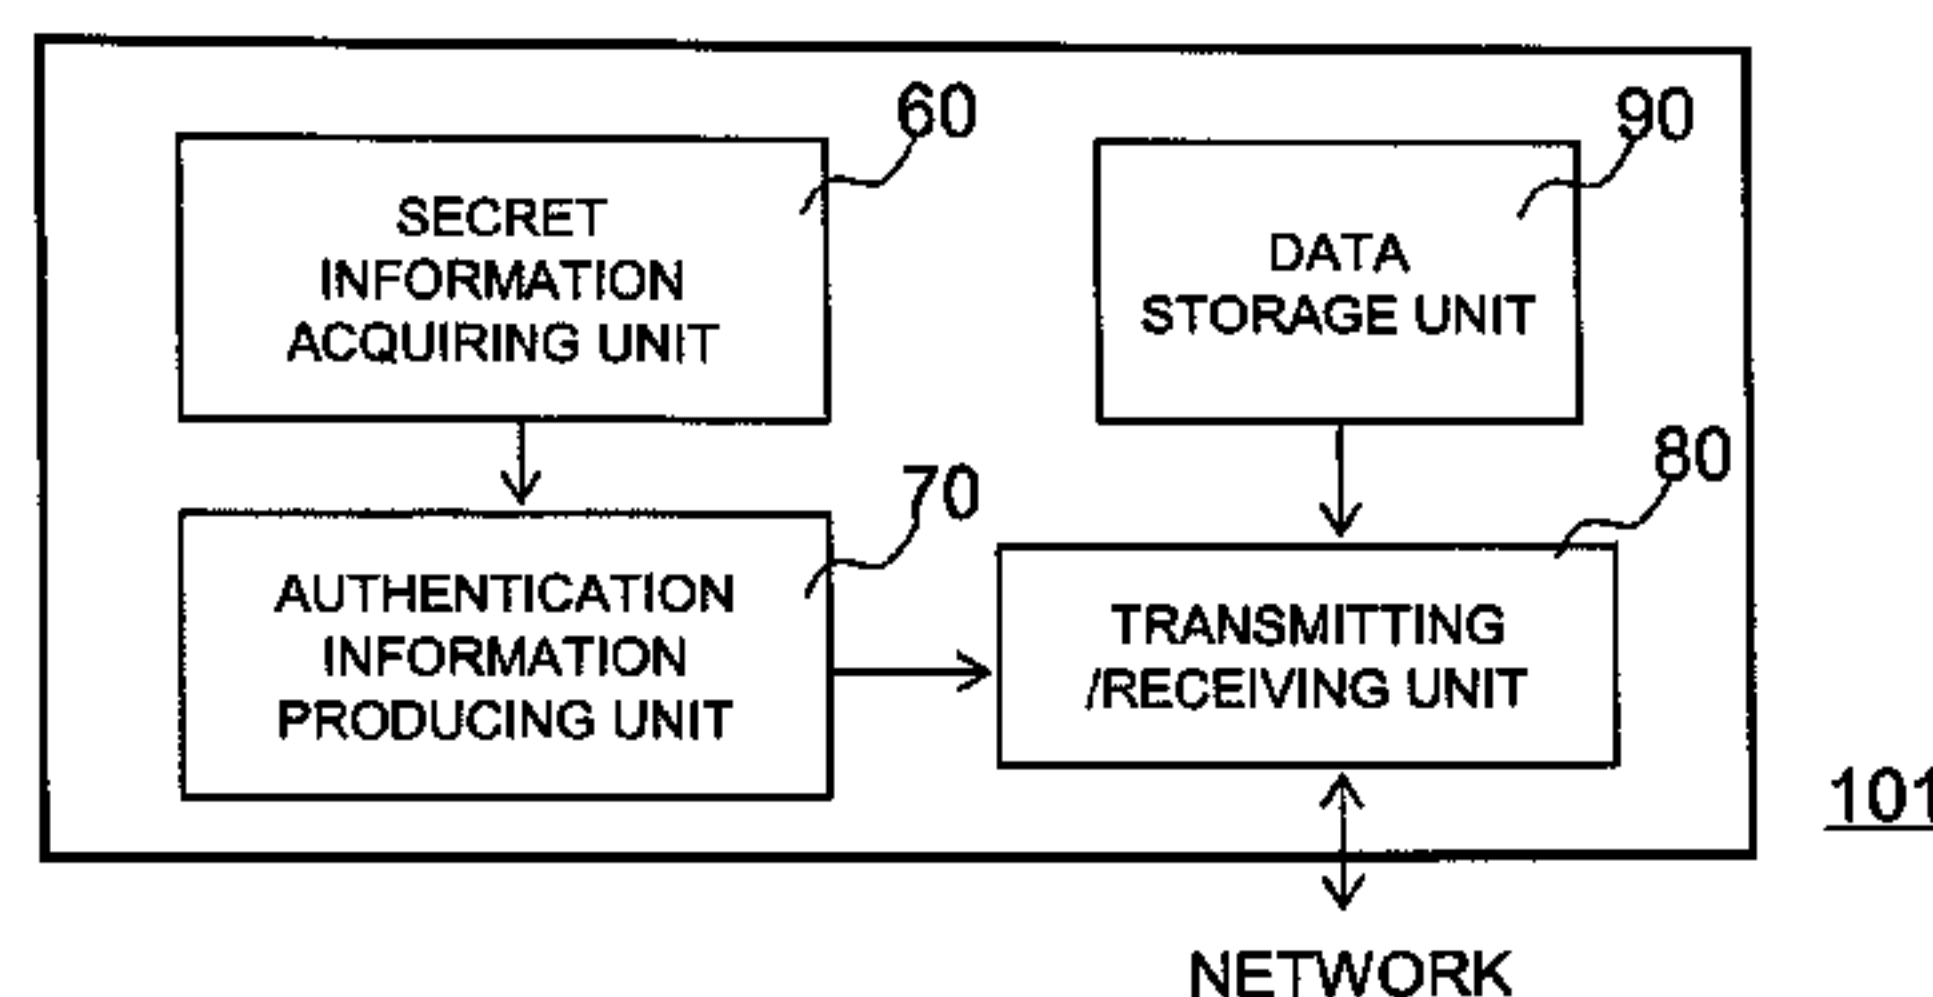 60
SECRET
INFORMATION
ACQUIRING UNIT
90
DATA
STORAGE UNIT
70
AUTHENTICATION
INFORMATION
PRODUCING UNIT
80
TRANSMITTING
/RECEIVING UNIT
101
NETWORK